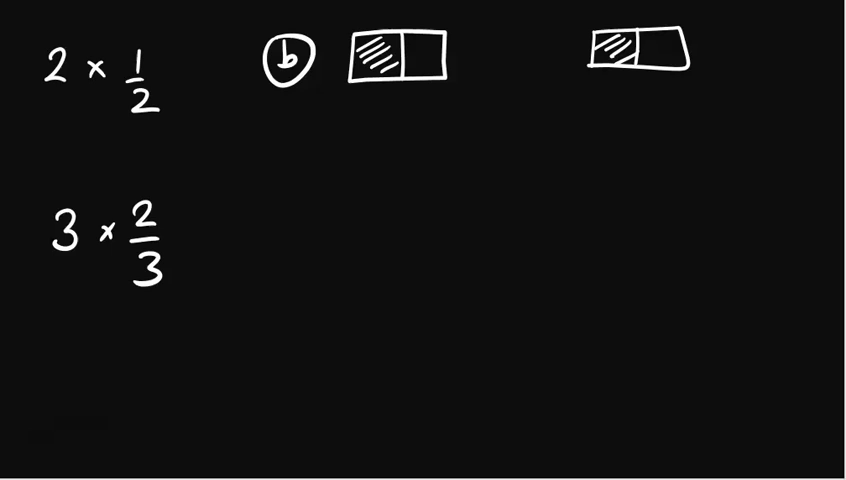 2 × 1/2 b
3 × 2/3